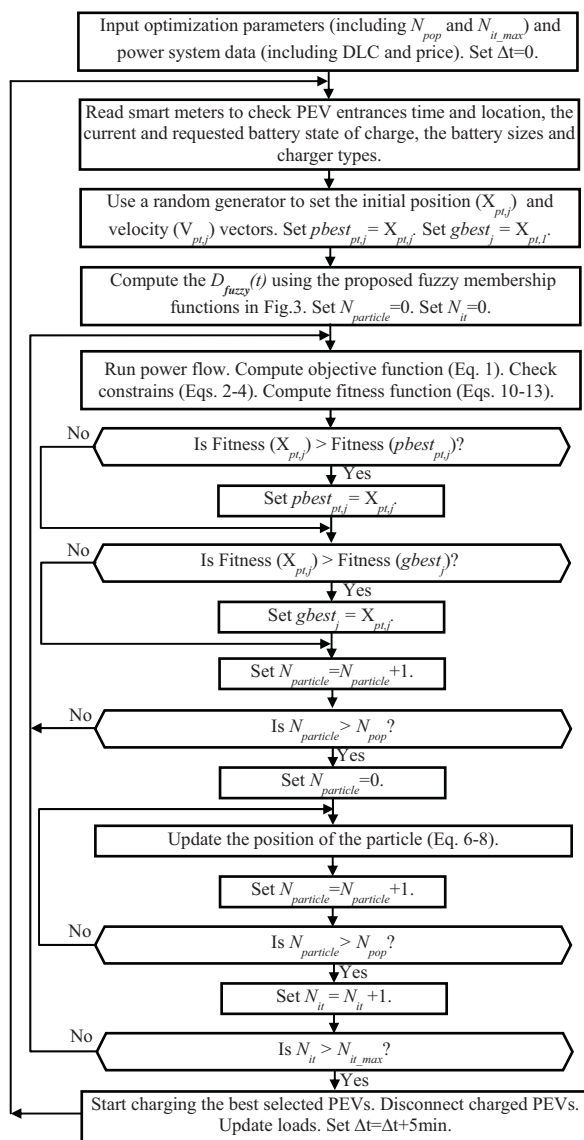 Input optimization parameters (including N_pop and N_it_max) and
power system data (including DLC and price). Set Δt=0.
Read smart meters to check PEV entrances time and location, the
current and requested battery state of charge, the battery sizes and
charger types.
Use a random generator to set the initial position (X_pt,j) and
velocity (V_pt,j) vectors. Set pbest_pt,j = X_pt,j. Set gbest_j = X_pt,1.
Compute the D_fuzzy(t) using the proposed fuzzy membership
functions in Fig.3. Set N_particle=0. Set N_it=0.
Run power flow. Compute objective function (Eq. 1). Check
constrains (Eqs. 2-4). Compute fitness function (Eqs. 10-13).
No
Is Fitness (X_pt,j) > Fitness (pbest_pt,j)?
Yes
Set pbest_pt,j = X_pt,j.
No
Is Fitness (X_pt,j) > Fitness (gbest_j)?
Yes
Set gbest_j = X_pt,j.
Set N_particle=N_particle+1.
No
Is N_particle> N_pop?
Yes
Set N_particle=0.
Update the position of the particle (Eq. 6-8).
Set N_particle=N_particle+1.
No
Is N_particle> N_pop?
Yes
Set N_it = N_it +1.
No
Is N_it > N_it_max?
Yes
Start charging the best selected PEVs. Disconnect charged PEVs.
Update loads. Set Δt=Δt+5min.